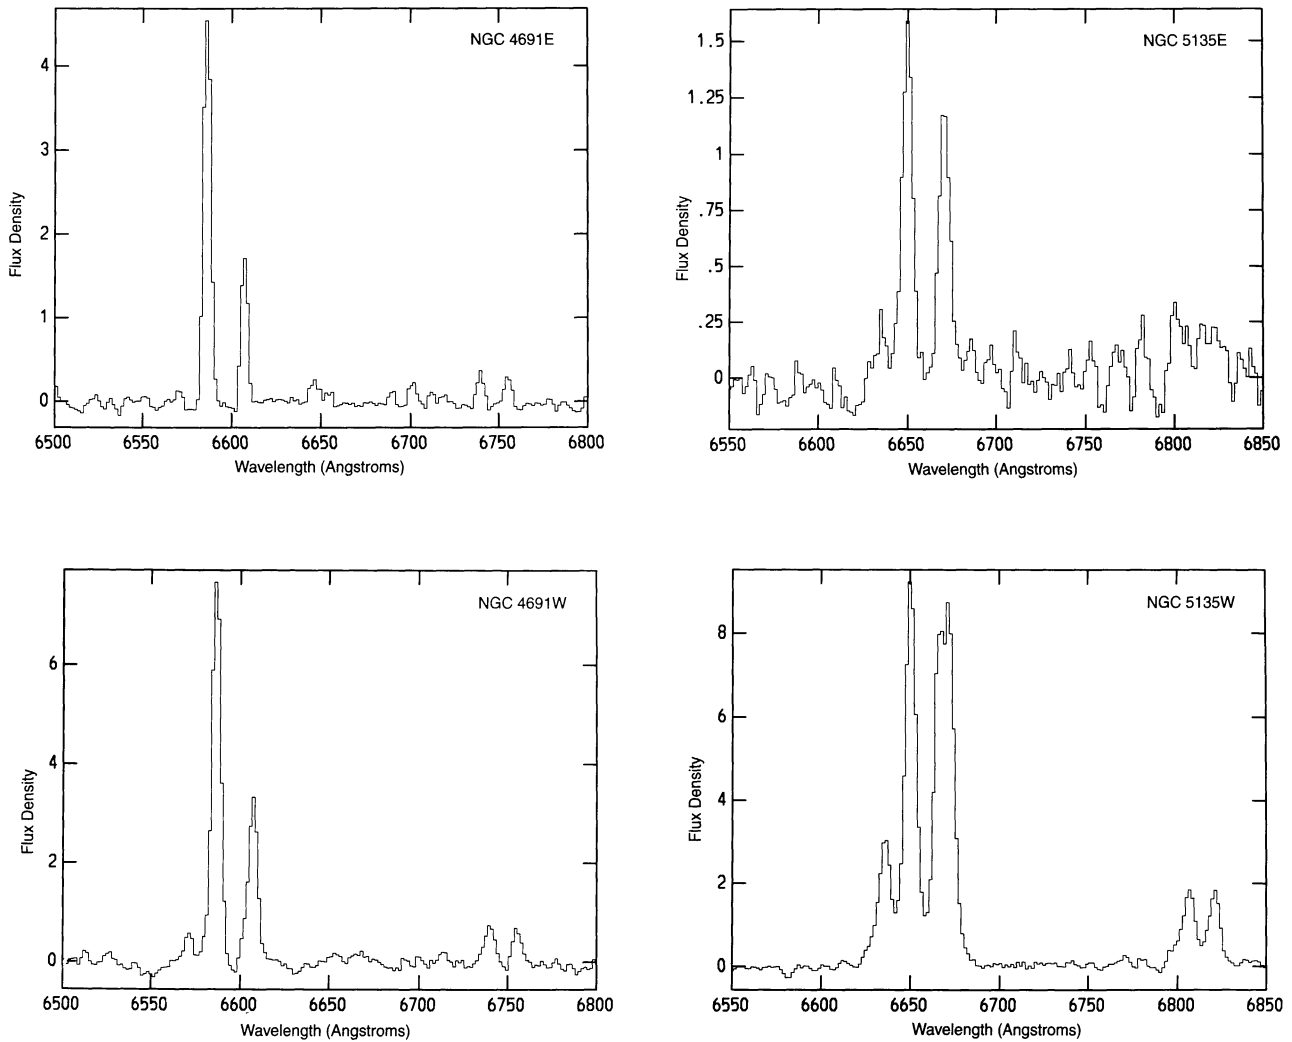 NGC 4691E
4
3
2
1
0
Flux Density
6500 6550 6600 6650 6700 6750 6800
Wavelength (Angstroms)
NGC 5135E
1.5
1.25
1
.75
.5
.25
0
Flux Density
6550 6600 6650 6700 6750 6800 6850
Wavelength (Angstroms)
NGC 4691W
6
4
2
0
Flux Density
6500 6550 6600 6650 6700 6750 6800
Wavelength (Angstroms)
NGC 5135W
8
6
4
2
0
Flux Density
6550 6600 6650 6700 6750 6800 6850
Wavelength (Angstroms)